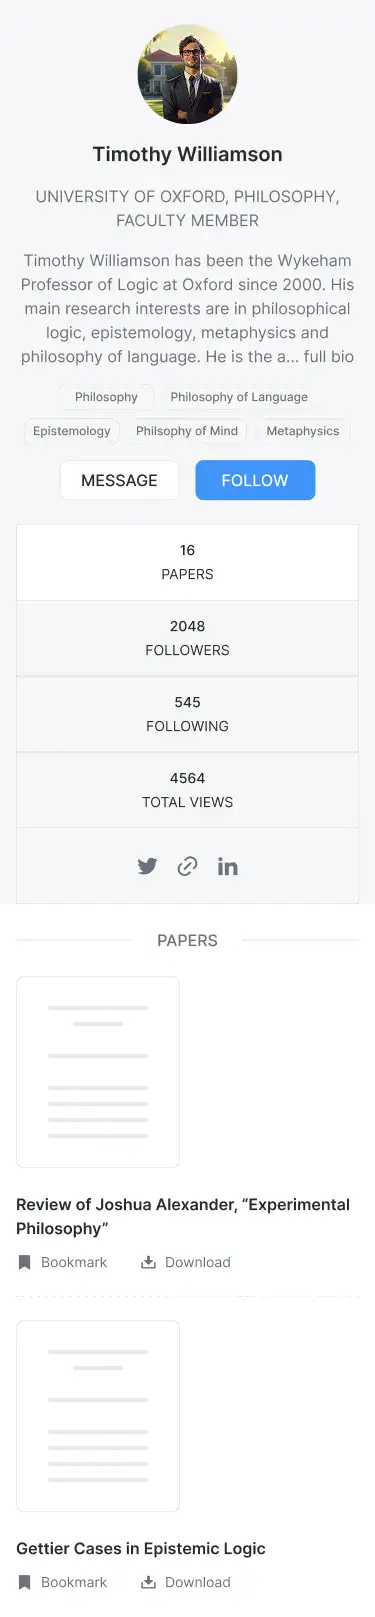 Timothy Williamson
UNIVERSITY OF OXFORD, PHILOSOPHY,
FACULTY MEMBER
Timothy Williamson has been the Wykeham
Professor of Logic at Oxford since 2000. His
main research interests are in philosophical
logic, epistemology, metaphysics and
philosophy of language. He is the a... full bio
Philosophy Philosophy of Language
Epistemology Philsophy of Mind Metaphysics
MESSAGE FOLLOW
16
PAPERS
2048
FOLLOWERS
545
FOLLOWING
4564
TOTAL VIEWS
in
PAPERS
Review of Joshua Alexander, “Experimental
Philosophy”
Bookmark Download
Gettier Cases in Epistemic Logic
Bookmark Download